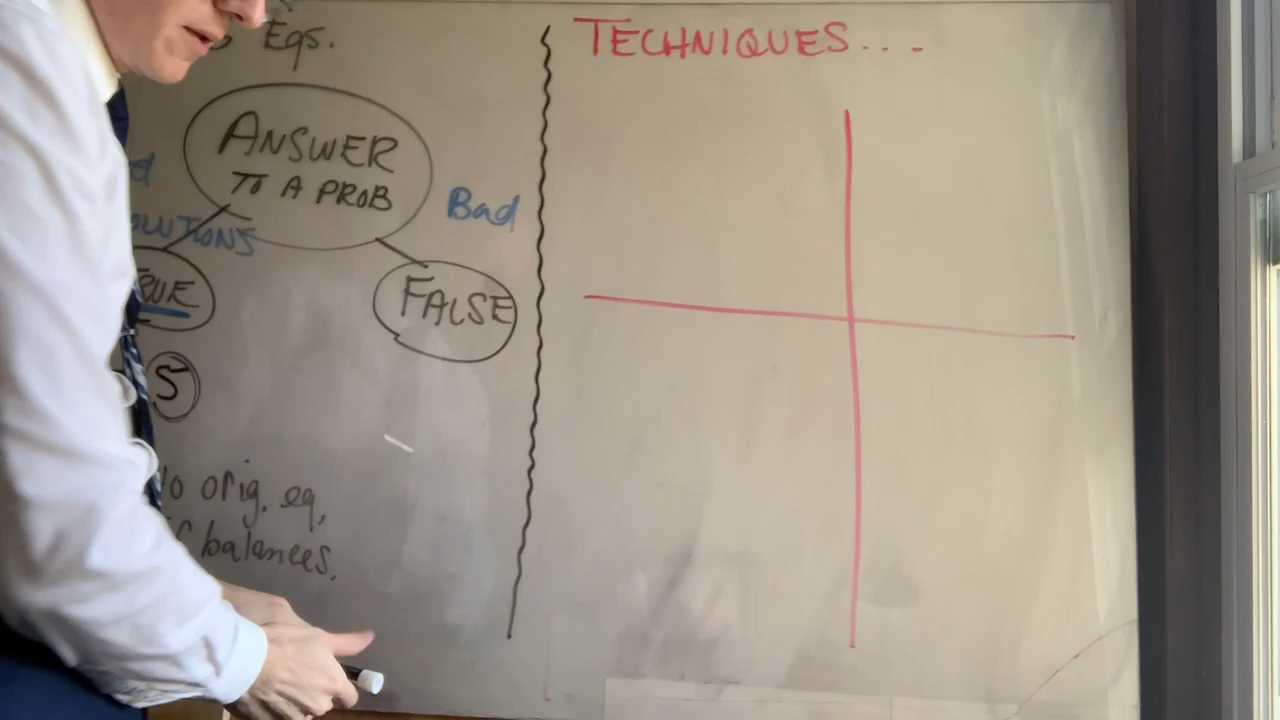 Eqs.
TECHNIQUES...
ANSWER
TO A PROB
Bad
FALSE
S
orig. eq,
balances.